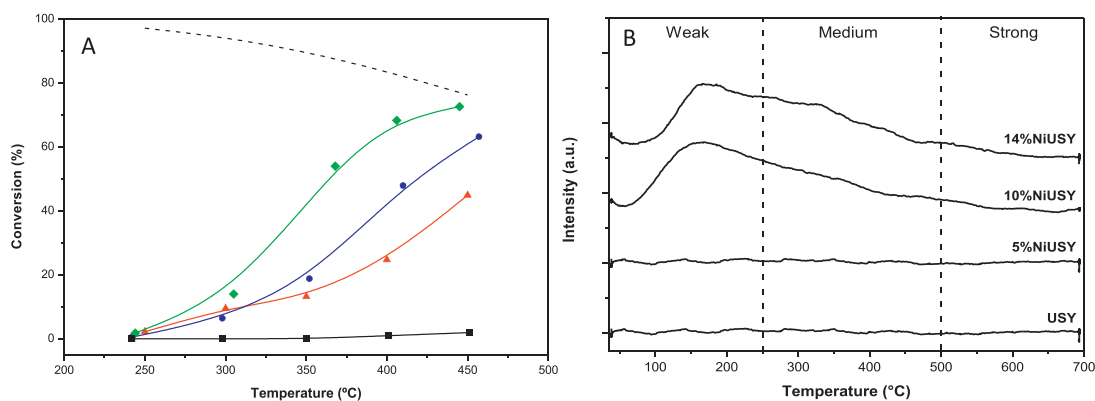 A
100
80
60
40
20
0
Conversion (%)
200
250
300
350
400
450
500
Temperature (ºC)
B
Weak
Medium
Strong
14%NiUSY
10%NiUSY
5%NiUSY
USY
Intensity (a.u.)
100
200
300
400
500
600
700
Temperature (°C)